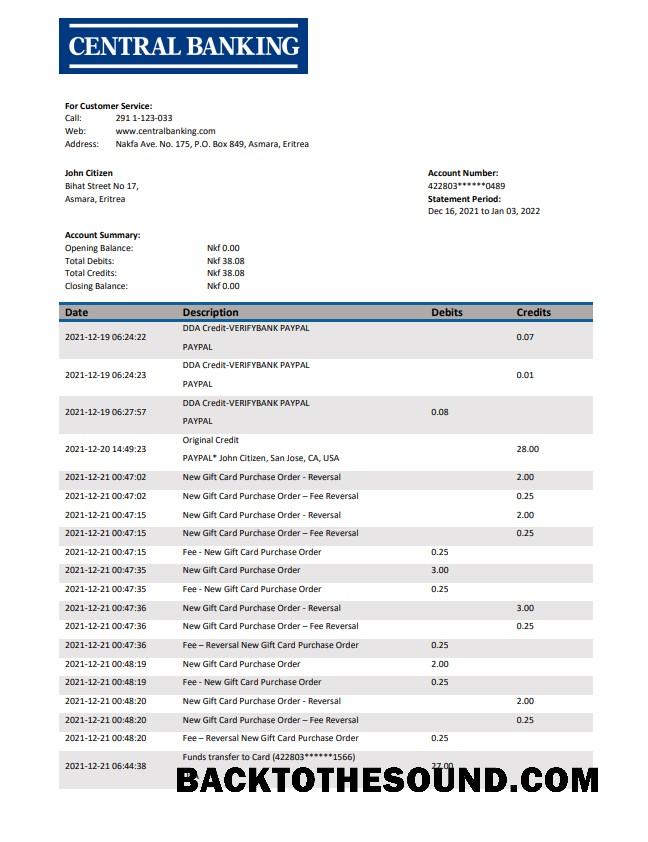 CENTRAL BANKING
For Customer Service:
Call: 291 1-123-033
Web: www.centralbanking.com
Address: Nakfa Ave. No. 175, P.O. Box 849, Asmara, Eritrea
John Citizen Account Number:
Bihat Street No 17, 422803******0489
Asmara, Eritrea Statement Period:
Dec 16, 2021 to Jan 03, 2022
Account Summary:
Opening Balance: Nkf 0.00
Total Debits: Nkf 38.08
Total Credits: Nkf 38.08
Closing Balance: Nkf 0.00
Date Description Debits Credits
2021-12-19 06:24:22 DDA Credit-VERIFYBANK PAYPAL 0.07
PAYPAL
2021-12-19 06:24:23 DDA Credit-VERIFYBANK PAYPAL 0.01
PAYPAL
2021-12-19 06:27:57 DDA Credit-VERIFYBANK PAYPAL 0.08
PAYPAL
2021-12-20 14:49:23 Original Credit 28.00
PAYPAL* John Citizen, San Jose, CA, USA
2021-12-21 00:47:02 New Gift Card Purchase Order - Reversal 2.00
2021-12-21 00:47:02 New Gift Card Purchase Order – Fee Reversal 0.25
2021-12-21 00:47:15 New Gift Card Purchase Order - Reversal 2.00
2021-12-21 00:47:15 New Gift Card Purchase Order – Fee Reversal 0.25
2021-12-21 00:47:15 Fee - New Gift Card Purchase Order 0.25
2021-12-21 00:47:35 New Gift Card Purchase Order 3.00
2021-12-21 00:47:35 Fee - New Gift Card Purchase Order 0.25
2021-12-21 00:47:36 New Gift Card Purchase Order - Reversal 3.00
2021-12-21 00:47:36 New Gift Card Purchase Order – Fee Reversal 0.25
2021-12-21 00:47:36 Fee – Reversal New Gift Card Purchase Order 0.25
2021-12-21 00:48:19 New Gift Card Purchase Order 2.00
2021-12-21 00:48:19 Fee - New Gift Card Purchase Order 0.25
2021-12-21 00:48:20 New Gift Card Purchase Order - Reversal 2.00
2021-12-21 00:48:20 New Gift Card Purchase Order – Fee Reversal 0.25
2021-12-21 00:48:20 Fee – Reversal New Gift Card Purchase Order 0.25
2021-12-21 06:44:38 Funds transfer to Card (422803******1566) 27.00
BACKTOTHESOUND.COM